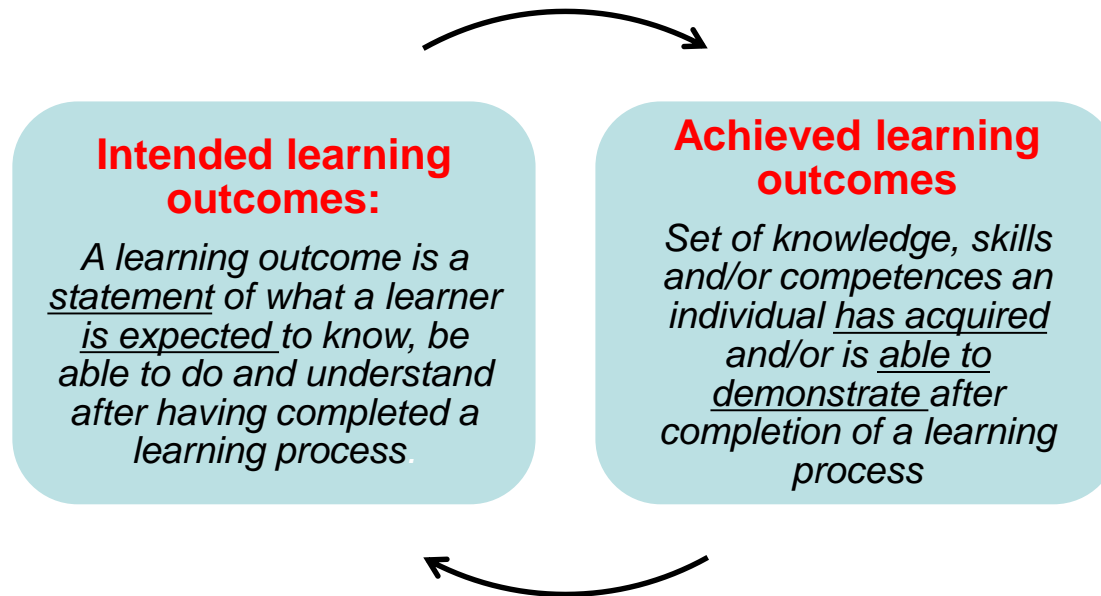 Intended learning
outcomes:
A learning outcome is a
statement of what a learner
is expected to know, be
able to do and understand
after having completed a
learning process.
Achieved learning
outcomes
Set of knowledge, skills
and/or competences an
individual has acquired
and/or is able to
demonstrate after
completion of a learning
process